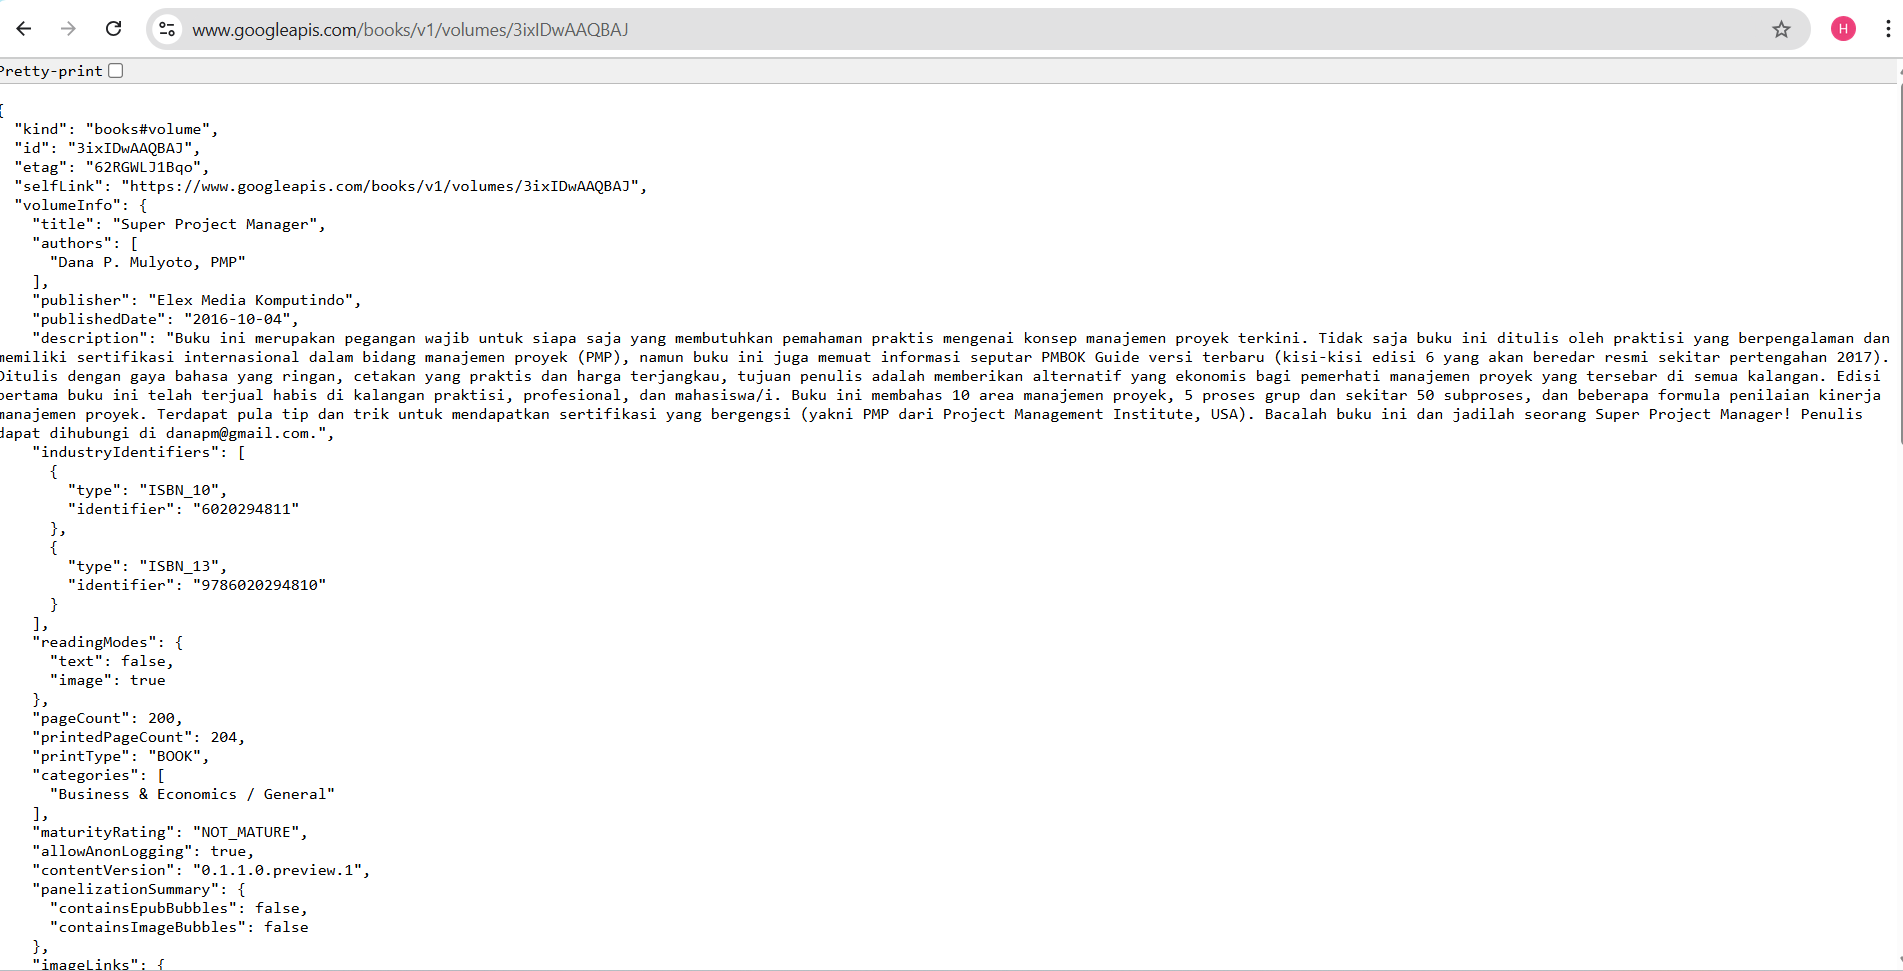 www.googleapis.com/books/v1/volumes/3ixIDwAAQBAJ
H
Pretty-print
{
"kind": "books#volume",
"id": "3ixIDwAAQBAJ",
"etag": "62RGWLJ1Bqo",
"selfLink": "https://www.googleapis.com/books/v1/volumes/3ixIDwAAQBAJ",
"volumeInfo": {
"title": "Super Project Manager",
"authors": [
"Dana P. Mulyoto, PMP"
],
"publisher": "Elex Media Komputindo",
"publishedDate": "2016-10-04",
"description": "Buku ini merupakan pegangan wajib untuk siapa saja yang membutuhkan pemahaman praktis mengenai konsep manajemen proyek terkini. Tidak saja buku ini ditulis oleh praktisi yang berpengalaman dan
memiliki sertifikasi internasional dalam bidang manajemen proyek (PMP), namun buku ini juga memuat informasi seputar PMBOK Guide versi terbaru (kisi-kisi edisi 6 yang akan beredar resmi sekitar pertengahan 2017).
Ditulis dengan gaya bahasa yang ringan, cetakan yang praktis dan harga terjangkau, tujuan penulis adalah memberikan alternatif yang ekonomis bagi pemerhati manajemen proyek yang tersebar di semua kalangan. Edisi
pertama buku ini telah terjual habis di kalangan praktisi, profesional, dan mahasiswa/i. Buku ini membahas 10 area manajemen proyek, 5 proses grup dan sekitar 50 subproses, dan beberapa formula penilaian kinerja
manajemen proyek. Terdapat pula tip dan trik untuk mendapatkan sertifikasi yang bergengsi (yakni PMP dari Project Management Institute, USA). Bacalah buku ini dan jadilah seorang Super Project Manager! Penulis
dapat dihubungi di danapm@gmail.com.",
"industryIdentifiers": [
{
"type": "ISBN_10",
"identifier": "6020294811"
},
{
"type": "ISBN_13",
"identifier": "9786020294810"
}
],
"readingModes": {
"text": false,
"image": true
},
"pageCount": 200,
"printedPageCount": 204,
"printType": "BOOK",
"categories": [
"Business & Economics / General"
],
"maturityRating": "NOT_MATURE",
"allowAnonLogging": true,
"contentVersion": "0.1.1.0.preview.1",
"panelizationSummary": {
"containsEpubBubbles": false,
"containsImageBubbles": false
},
"imageLinks": {